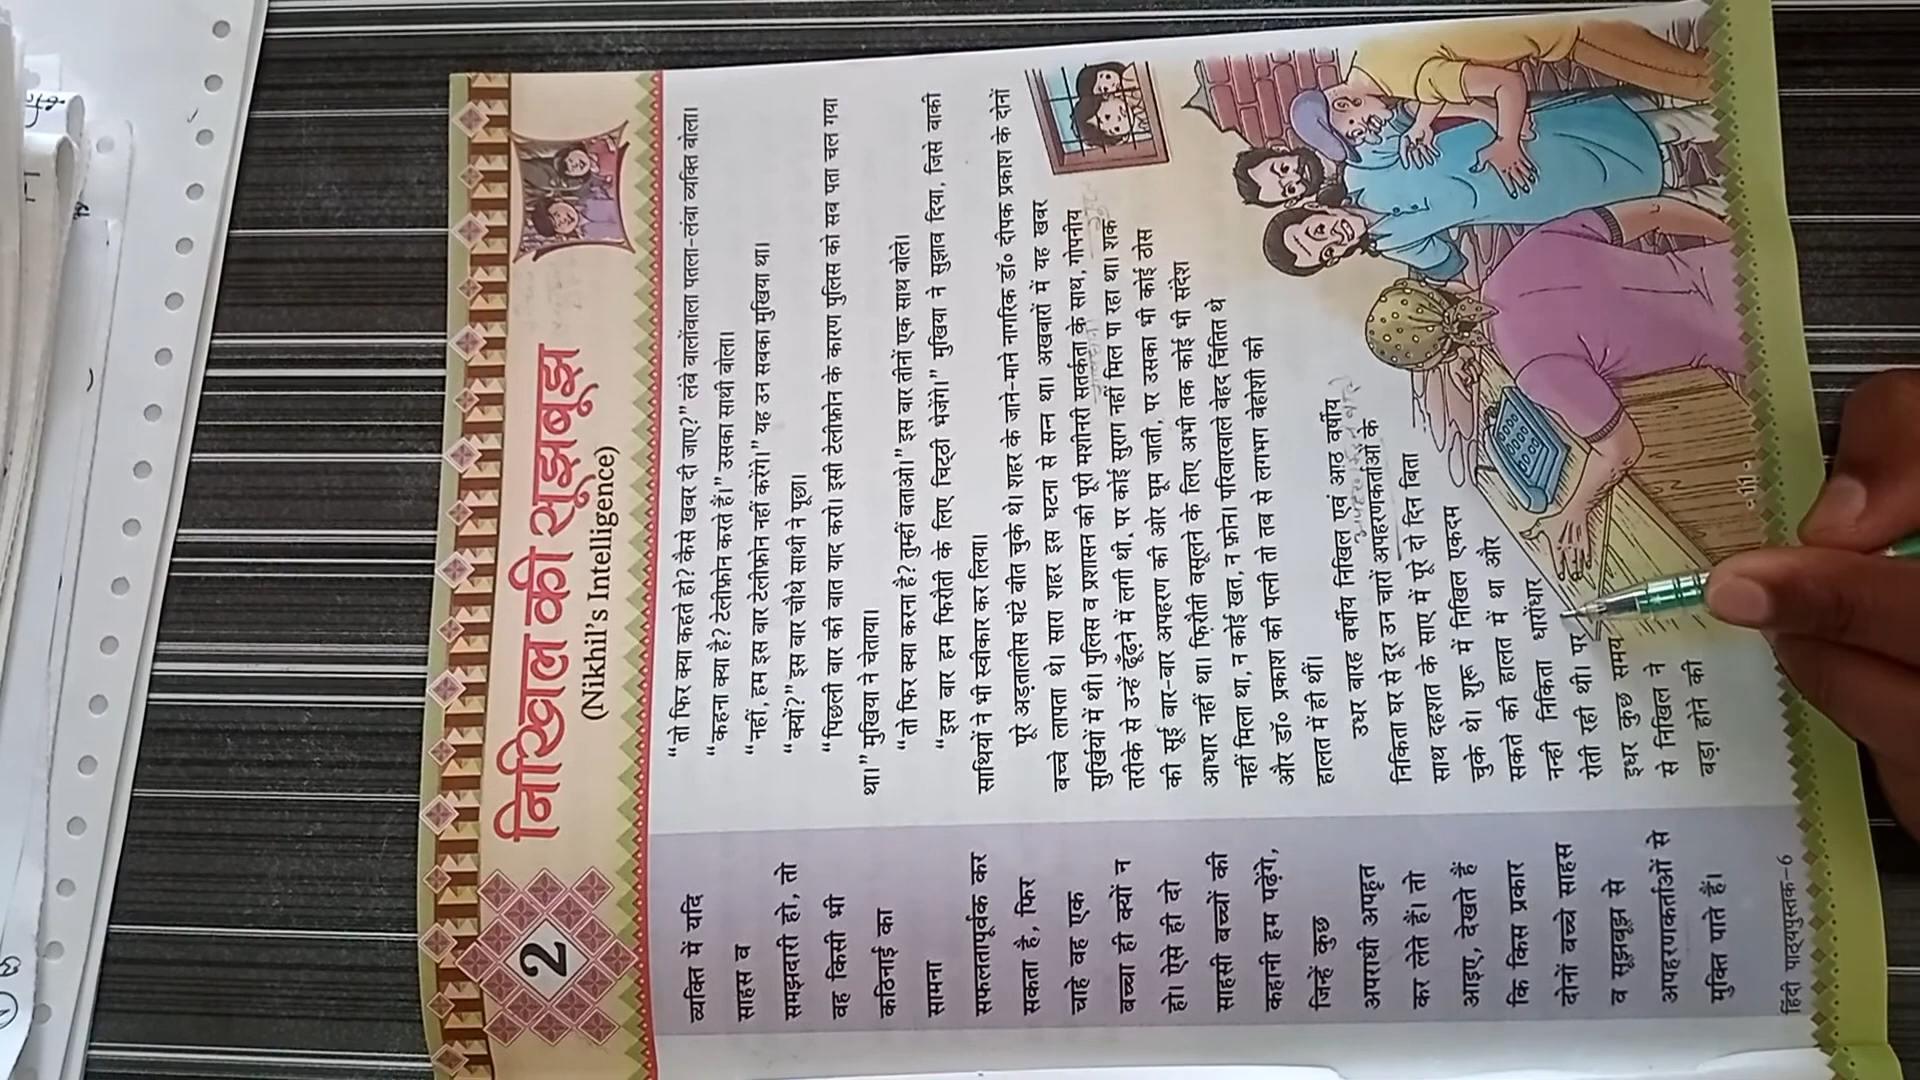 2
निखिल की सूझबूझ
(Nikhil's Intelligence)
व्यक्ति में यदि
साहस व
समझदारी हो, तो
वह किसी भी
कठिनाई का
सामना
सफलतापूर्वक कर
सकता है, फिर
चाहे वह एक
बच्चा ही क्यों न
हो। ऐसे ही दो
साहसी बच्चों की
कहानी हम पढ़ेंगे,
जिन्हें कुछ
अपराधी अपहृत
कर लेते हैं। तो
आइए, देखते हैं
कि किस प्रकार
दोनों बच्चे साहस
व सूझबूझ से
अपहरणकर्ताओं से
मुक्ति पाते हैं।
“तो फिर क्या कहते हो? कैसे खबर दी जाए?” लंबे बालोंवाला पतला-लंबा व्यक्ति बोला।
“कहना क्या है? टेलीफ़ोन करते हैं।” उसका साथी बोला।
“नहीं, हम इस बार टेलीफ़ोन नहीं करेंगे।” यह उन सबका मुखिया था।
“क्यों?” इस बार चौथे साथी ने पूछा।
“पिछली बार की बात याद करो। इसी टेलीफ़ोन के कारण पुलिस को सब पता चल गया
था।” मुखिया ने चेताया।
“तो फिर क्या करना है? तुम्हीं बताओ।” इस बार तीनों एक साथ बोले।
“इस बार हम फिरौती के लिए चिट्ठी भेजेंगे।” मुखिया ने सुझाव दिया, जिसे बाकी
साथियों ने भी स्वीकार कर लिया।
पूरे अड़तालीस घंटे बीत चुके थे। शहर के जाने-माने नागरिक डॉ० दीपक प्रकाश के दोनों
बच्चे लापता थे। सारा शहर इस घटना से सन्न था। अखबारों में यह खबर
सुर्खियों में थी। पुलिस व प्रशासन की पूरी मशीनरी सतर्कता के साथ, गोपनीय
तरीके से उन्हें ढूँढ़ने में लगी थी, पर कोई सुराग नहीं मिल पा रहा था। शक
की सूई बार-बार अपहरण की ओर घूम जाती, पर उसका भी कोई ठोस
आधार नहीं था। फ़िरौती वसूलने के लिए अभी तक कोई भी संदेश
नहीं मिला था, न कोई खत, न फ़ोन। परिवारवाले बेहद चिंतित थे
और डॉ० प्रकाश की पत्नी तो तब से लगभग बेहोशी की
हालत में ही थीं।
उधर बारह वर्षीय निखिल एवं आठ वर्षीय
निकिता घर से दूर उन चारों अपहरणकर्ताओं के
साथ दहशत के साए में पूरे दो दिन बिता
चुके थे। शुरू में निखिल एकदम
सकते की हालत में था और
नन्ही निकिता धारोंधार
रोती रही थी। पर
इधर कुछ समय
से निखिल ने
बड़ा होने की
हिंदी पाठ्यपुस्तक-6
-11-